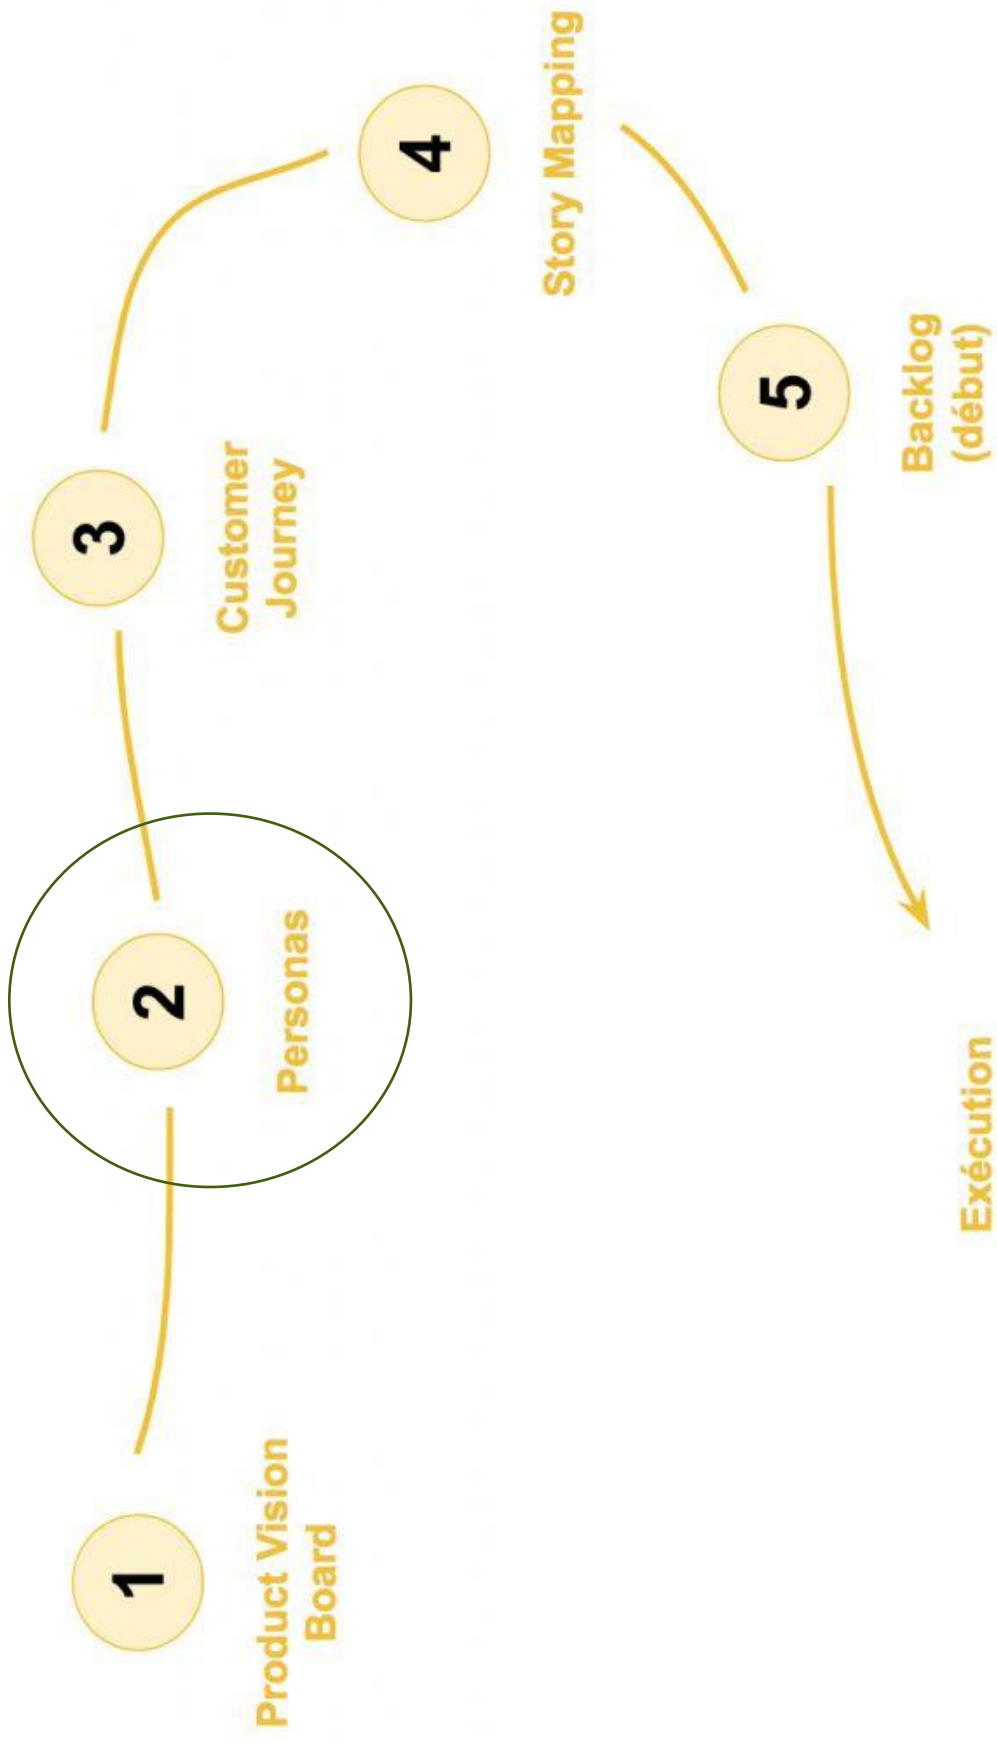 1
Product Vision
Board
2
Personas
3
Customer
Journey
4
Story Mapping
5
Backlog
(début)
Exécution